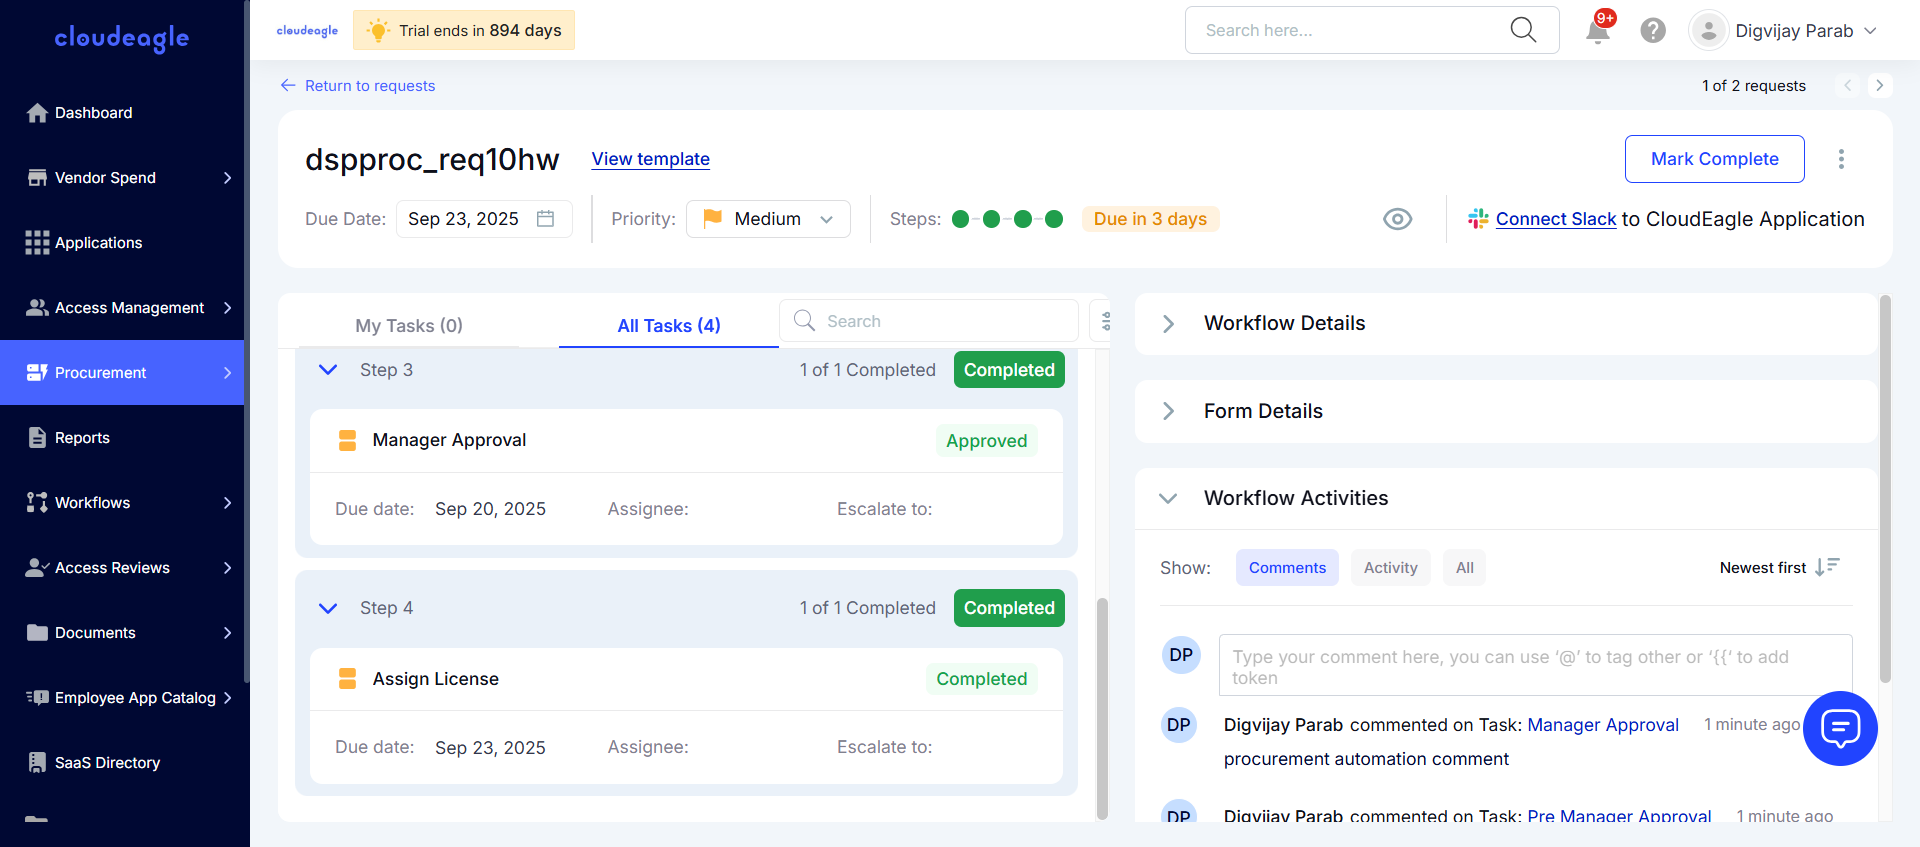 cloudeagle
Dashboard
Vendor Spend
Applications
Access Management
Procurement
Reports
Workflows
Access Reviews
Documents
Employee App Catalog
SaaS Directory
cloudeagle
Trial ends in 894 days
Search here...
9+
Digvijay Parab
Return to requests
1 of 2 requests
dspproc_req10hw
View template
Mark Complete
Due Date:
Sep 23, 2025
Priority:
Medium
Steps:
Due in 3 days
Connect Slack to CloudEagle Application
My Tasks (0)
All Tasks (4)
Search
Step 3
1 of 1 Completed
Completed
Manager Approval
Approved
Due date:
Sep 20, 2025
Assignee:
Escalate to:
Step 4
1 of 1 Completed
Completed
Assign License
Completed
Due date:
Sep 23, 2025
Assignee:
Escalate to:
Workflow Details
Form Details
Workflow Activities
Show:
Comments
Activity
All
Newest first
DP
Type your comment here, you can use ‘@’ to tag other or ‘{{‘ to add
token
DP
Digvijay Parab commented on Task: Manager Approval
1 minute ago
procurement automation comment
DP
Digvijay Parab commented on Task: Pre Manager Approval
1 minute ago